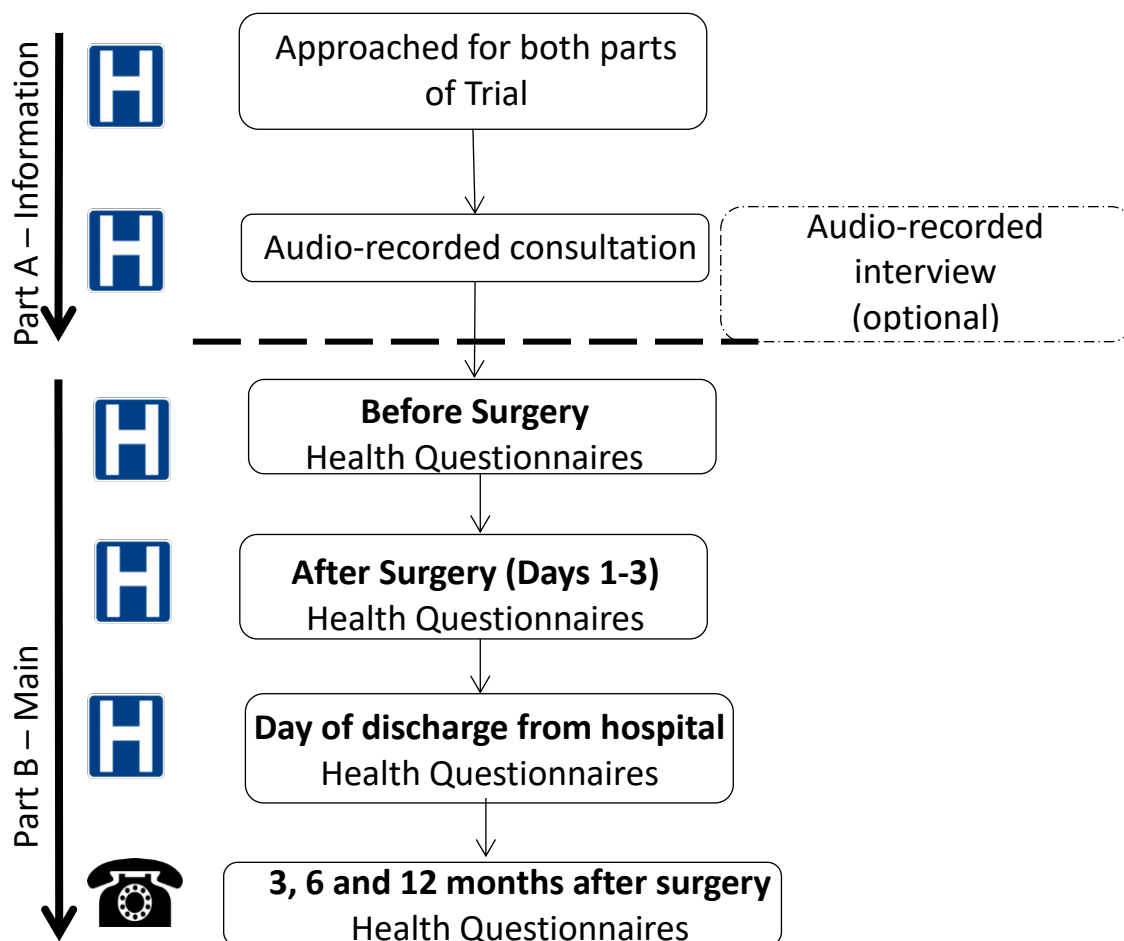 Part A – Information
H
Approached for both parts
of Trial
H
Audio-recorded consultation
Audio-recorded
interview
(optional)
Part B – Main
H
Before Surgery
Health Questionnaires
H
After Surgery (Days 1-3)
Health Questionnaires
H
Day of discharge from hospital
Health Questionnaires
3, 6 and 12 months after surgery
Health Questionnaires